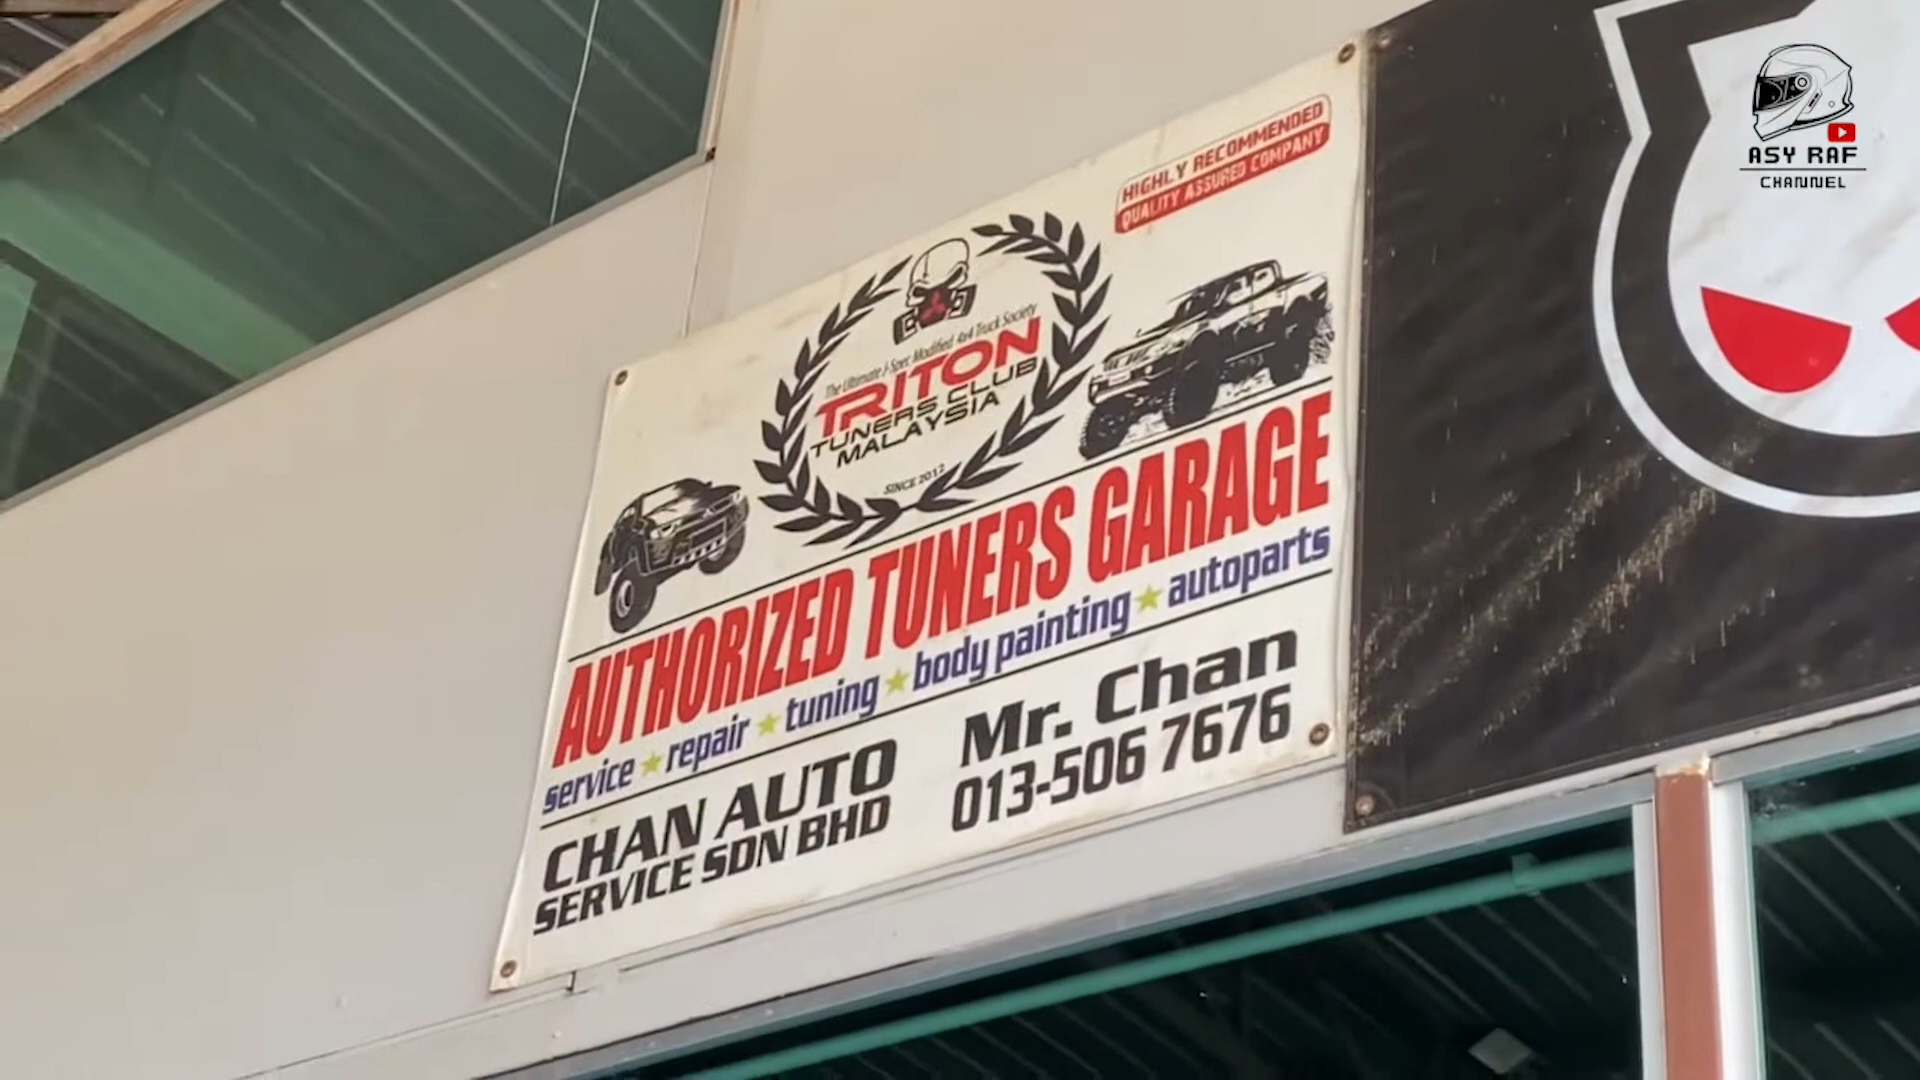 HIGHLY RECOMMENDED
QUALITY ASSURED COMPANY
The Ultimate J-Spec Modified 4x4 Truck Society
TRITON
TUNERS CLUB
MALAYSIA
SINCE 2012
AUTHORIZED TUNERS GARAGE
service ★ repair ★ tuning ★ body painting ★ autoparts
CHAN AUTO
SERVICE SDN BHD
Mr. Chan
013-506 7676
ASY RAF
CHANNEL